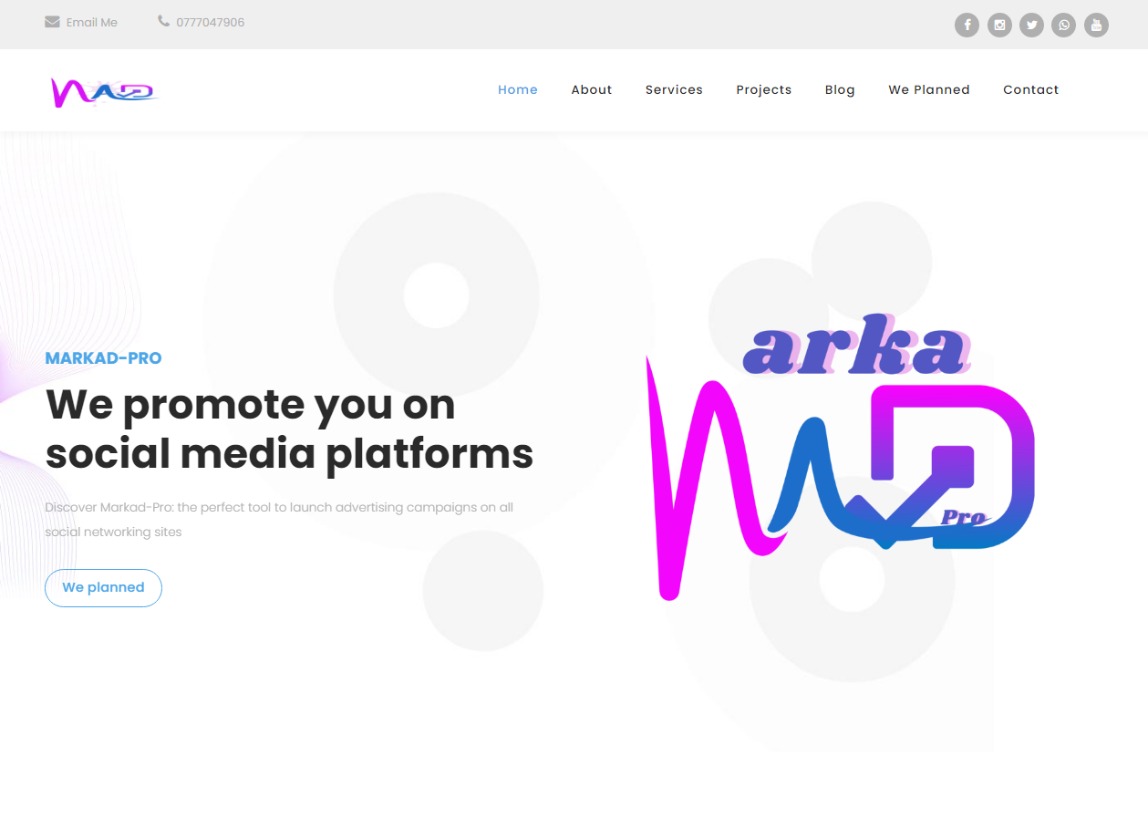 Email Me
0777047906
Home About Services Projects Blog We Planned Contact
MARKAD-PRO
We promote you on
social media platforms
Discover Markad-Pro: the perfect tool to launch advertising campaigns on all
social networking sites
We planned
arka
Pro